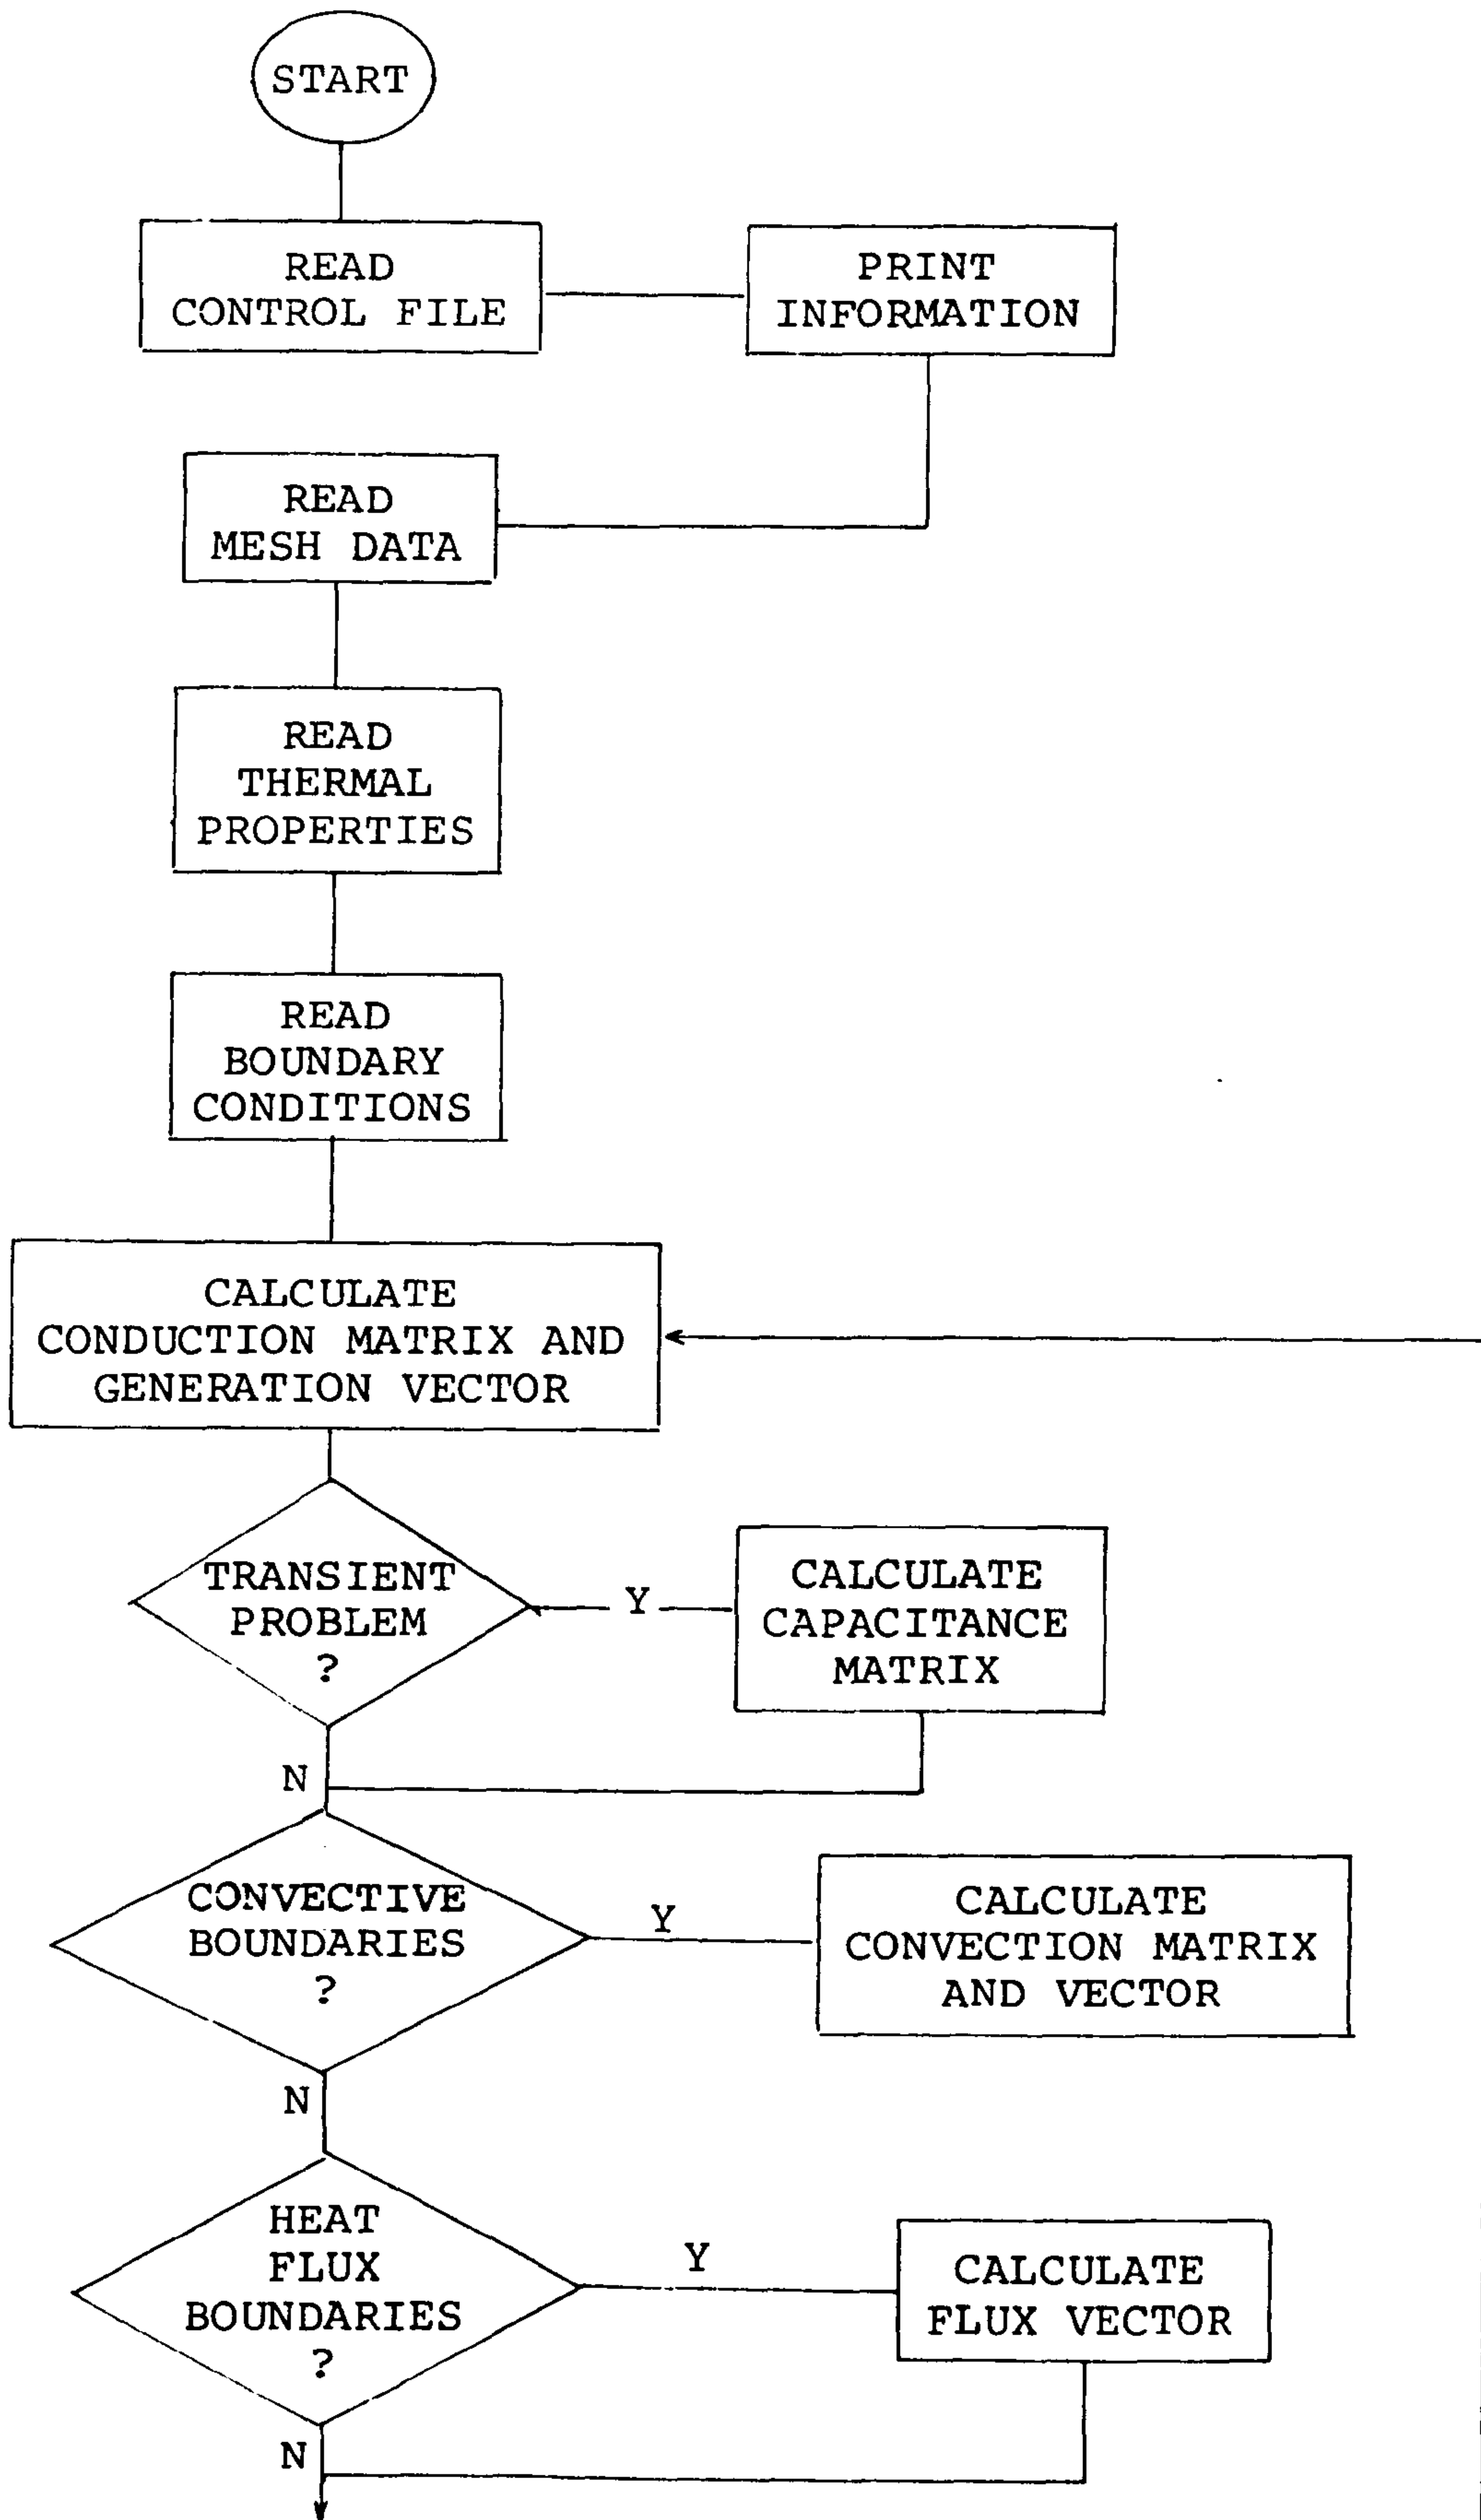 START
READ
CONTROL FILE
PRINT
INFORMATION
READ
MESH DATA
READ
THERMAL
PROPERTIES
READ
BOUNDARY
CONDITIONS
CALCULATE
CONDUCTION MATRIX AND
GENERATION VECTOR
TRANSIENT
PROBLEM
?
Y
CALCULATE
CAPACITANCE
MATRIX
N
CONVECTIVE
BOUNDARIES
?
Y
CALCULATE
CONVECTION MATRIX
AND VECTOR
N
HEAT
FLUX
BOUNDARIES
?
Y
CALCULATE
FLUX VECTOR
N